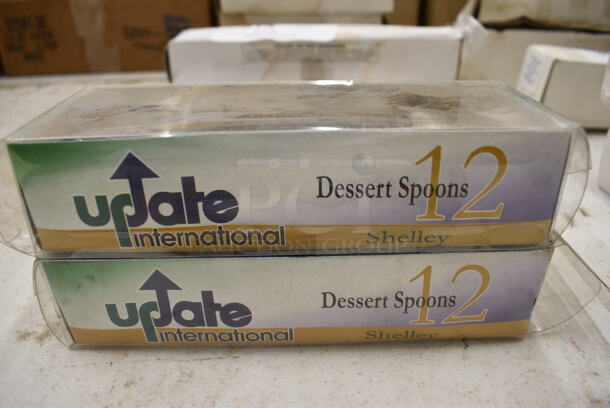 update
international
Dessert Spoons 12
Shelley
update
international
Dessert Spoons 12
Shelley